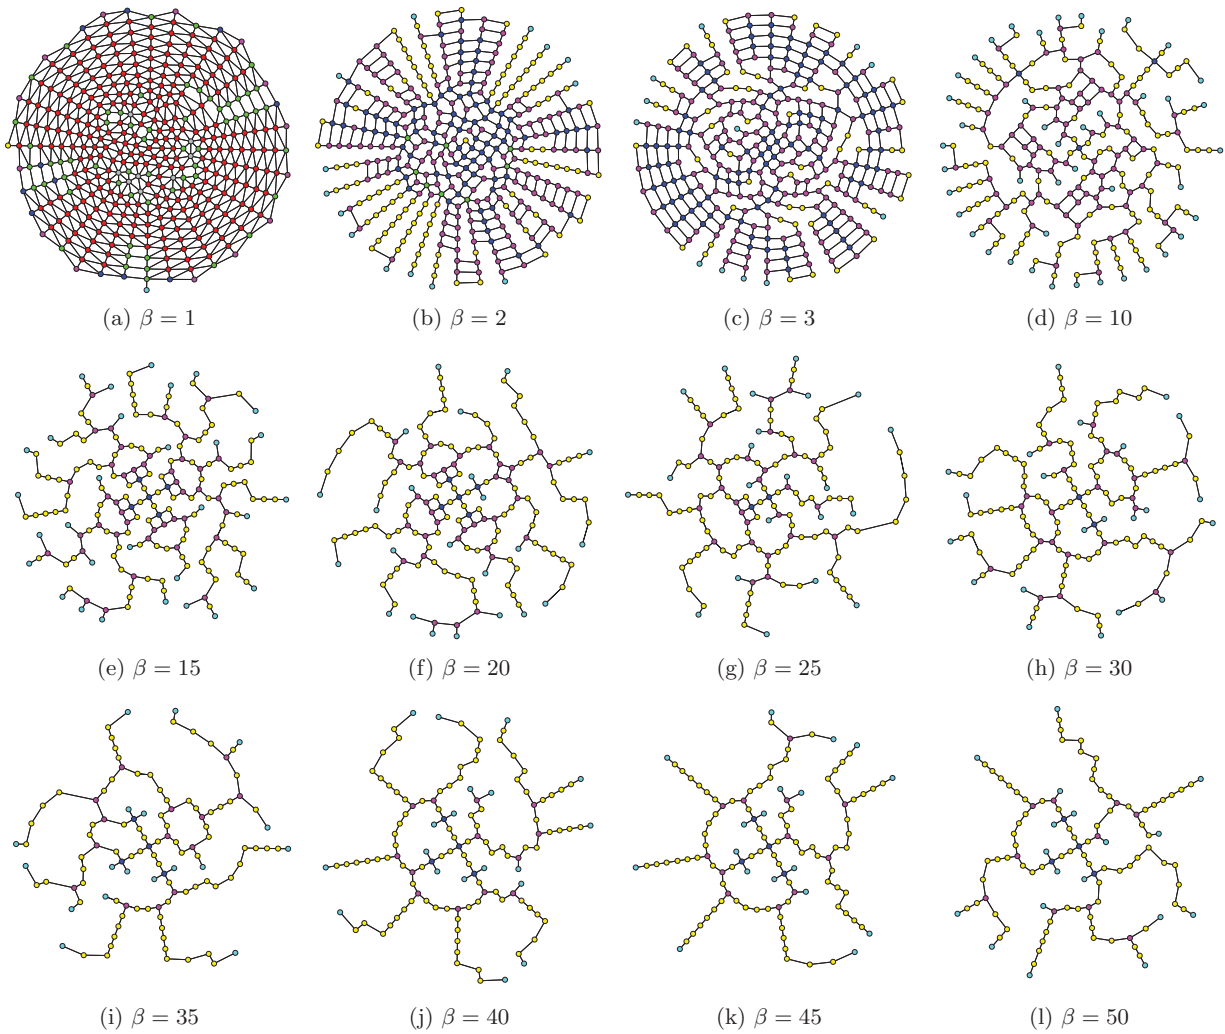 (a) β = 1
(b) β = 2
(c) β = 3
(d) β = 10
(e) β = 15
(f) β = 20
(g) β = 25
(h) β = 30
(i) β = 35
(j) β = 40
(k) β = 45
(l) β = 50